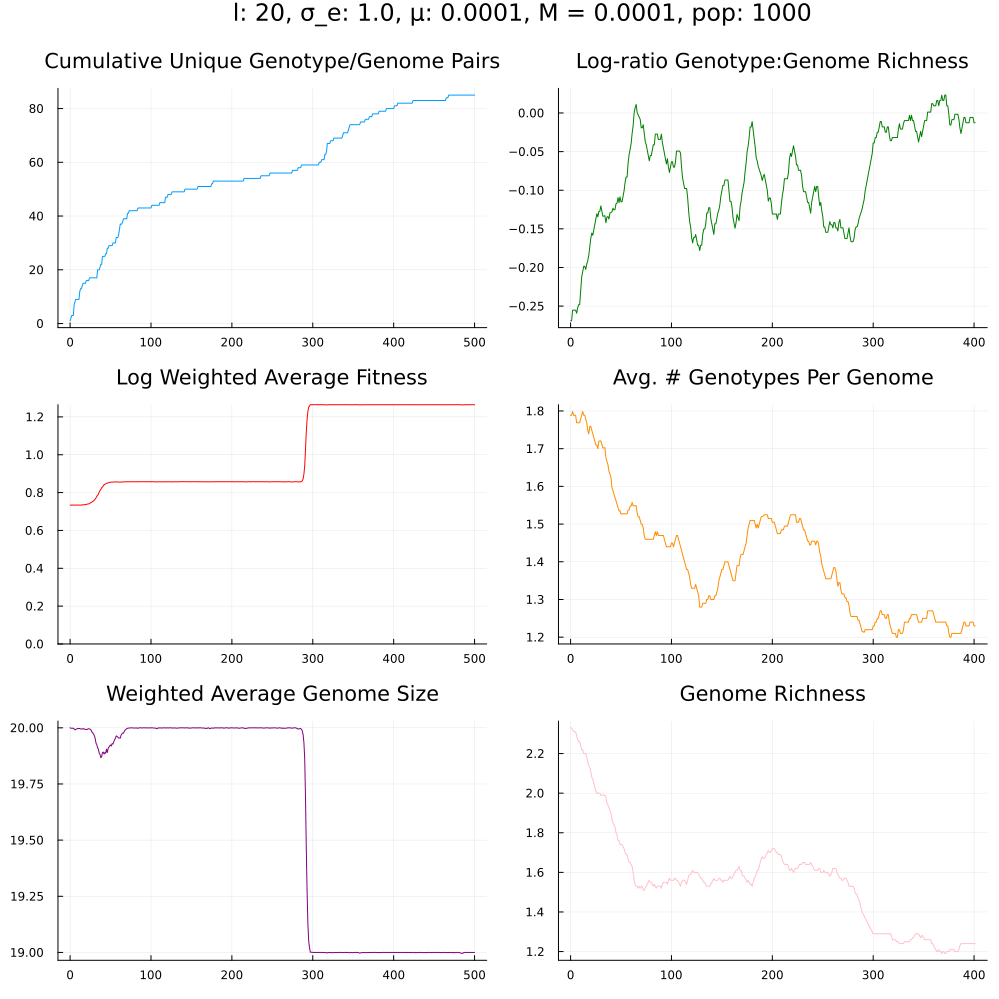 l: 20, σ_e: 1.0, μ: 0.0001, M = 0.0001, pop: 1000
Cumulative Unique Genotype/Genome Pairs
80
60
40
20
0
0 100 200 300 400 500
Log-ratio Genotype:Genome Richness
0.00
−0.05
−0.10
−0.15
−0.20
−0.25
0 100 200 300 400
Log Weighted Average Fitness
1.2
1.0
0.8
0.6
0.4
0.2
0.0
0 100 200 300 400 500
Avg. # Genotypes Per Genome
1.8
1.7
1.6
1.5
1.4
1.3
1.2
0 100 200 300 400
Weighted Average Genome Size
20.00
19.75
19.50
19.25
19.00
0 100 200 300 400 500
Genome Richness
2.2
2.0
1.8
1.6
1.4
1.2
0 100 200 300 400